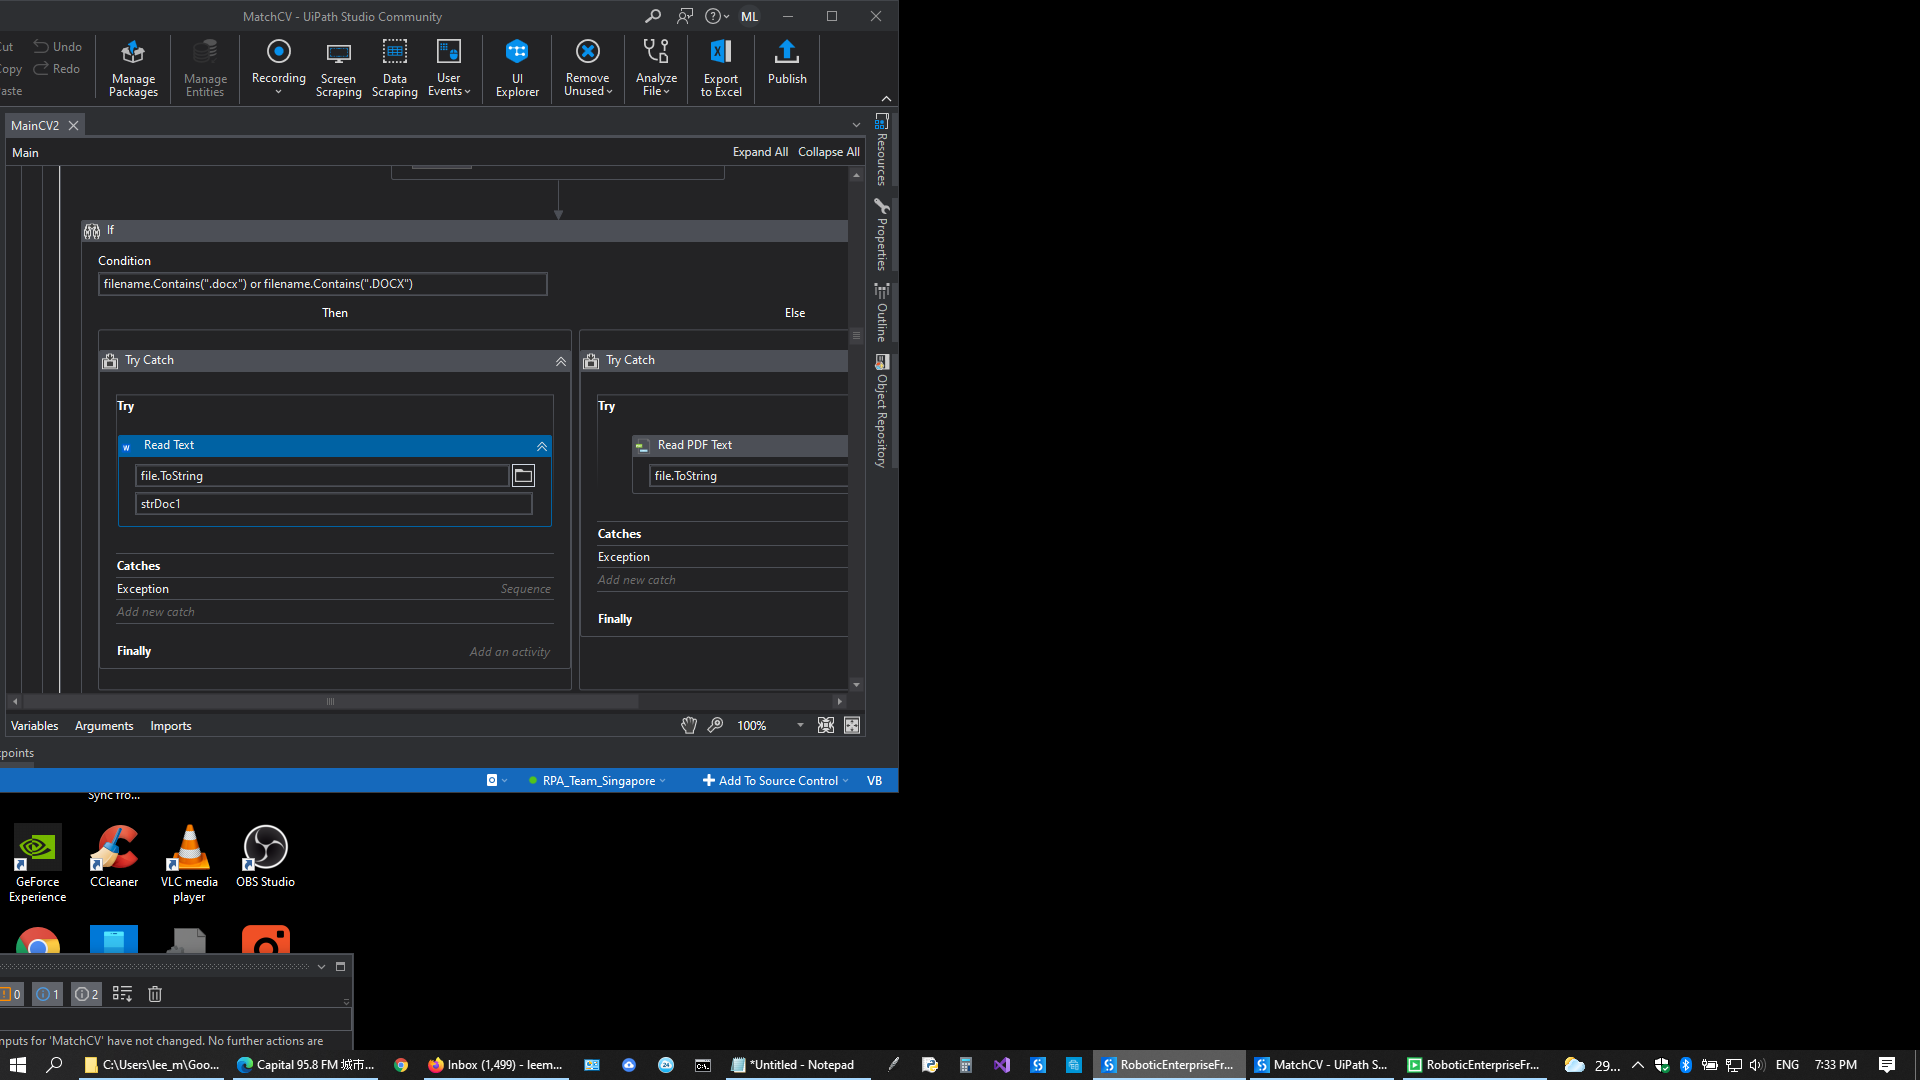 MatchCV - UiPath Studio Community
ML
Cut
Undo
Copy
Redo
Paste
Manage Packages
Manage Entities
Recording
Screen Scraping
Data Scraping
User Events
UI Explorer
Remove Unused
Analyze File
Export to Excel
Publish
MainCV2
Main
Expand All
Collapse All
If
Condition
filename.Contains(".docx") or filename.Contains(".DOCX")
Then
Else
Try Catch
Try
Read Text
file.ToString
strDoc1
Catches
Exception
Sequence
Add new catch
Finally
Add an activity
Try Catch
Try
Read PDF Text
file.ToString
Catches
Exception
Add new catch
Finally
Resources
Properties
Outline
Object Repository
Variables
Arguments
Imports
100%
points
RPA_Team_Singapore
Add To Source Control
VB
Sync fro...
GeForce Experience
CCleaner
VLC media player
OBS Studio
0
1
2
nputs for 'MatchCV' have not changed. No further actions are
C:\Users\lee_m\Goo...
Capital 95.8 FM 城市...
Inbox (1,499) - leem...
*Untitled - Notepad
RoboticEnterpriseFr...
MatchCV - UiPath S...
RoboticEnterpriseFr...
29...
ENG
7:33 PM